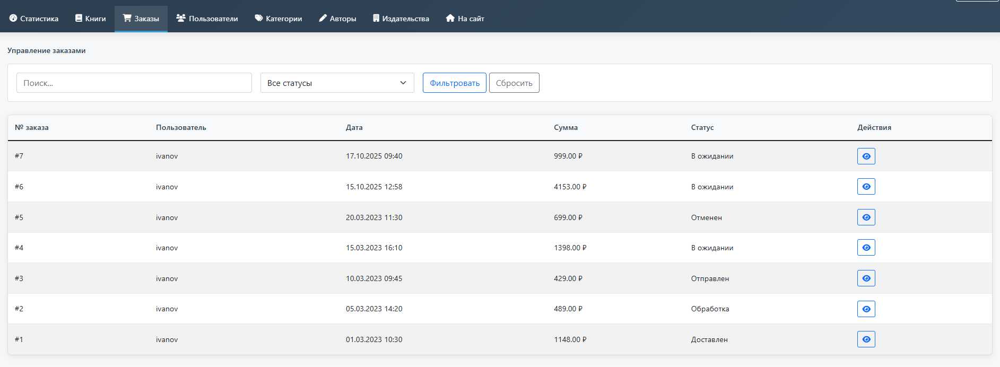 Статистика Книги Заказы Пользователи Категории Авторы Издательства На сайт
Управление заказами
Поиск... Все статусы Фильтровать Сбросить
№ заказа Пользователь Дата Сумма Статус Действия
#7 ivanov 17.10.2025 09:40 999.00 ₽ В ожидании
#6 ivanov 15.10.2025 12:58 4153.00 ₽ В ожидании
#5 ivanov 20.03.2023 11:30 699.00 ₽ Отменен
#4 ivanov 15.03.2023 16:10 1398.00 ₽ В ожидании
#3 ivanov 10.03.2023 09:45 429.00 ₽ Отправлен
#2 ivanov 05.03.2023 14:20 489.00 ₽ Обработка
#1 ivanov 01.03.2023 10:30 1148.00 ₽ Доставлен